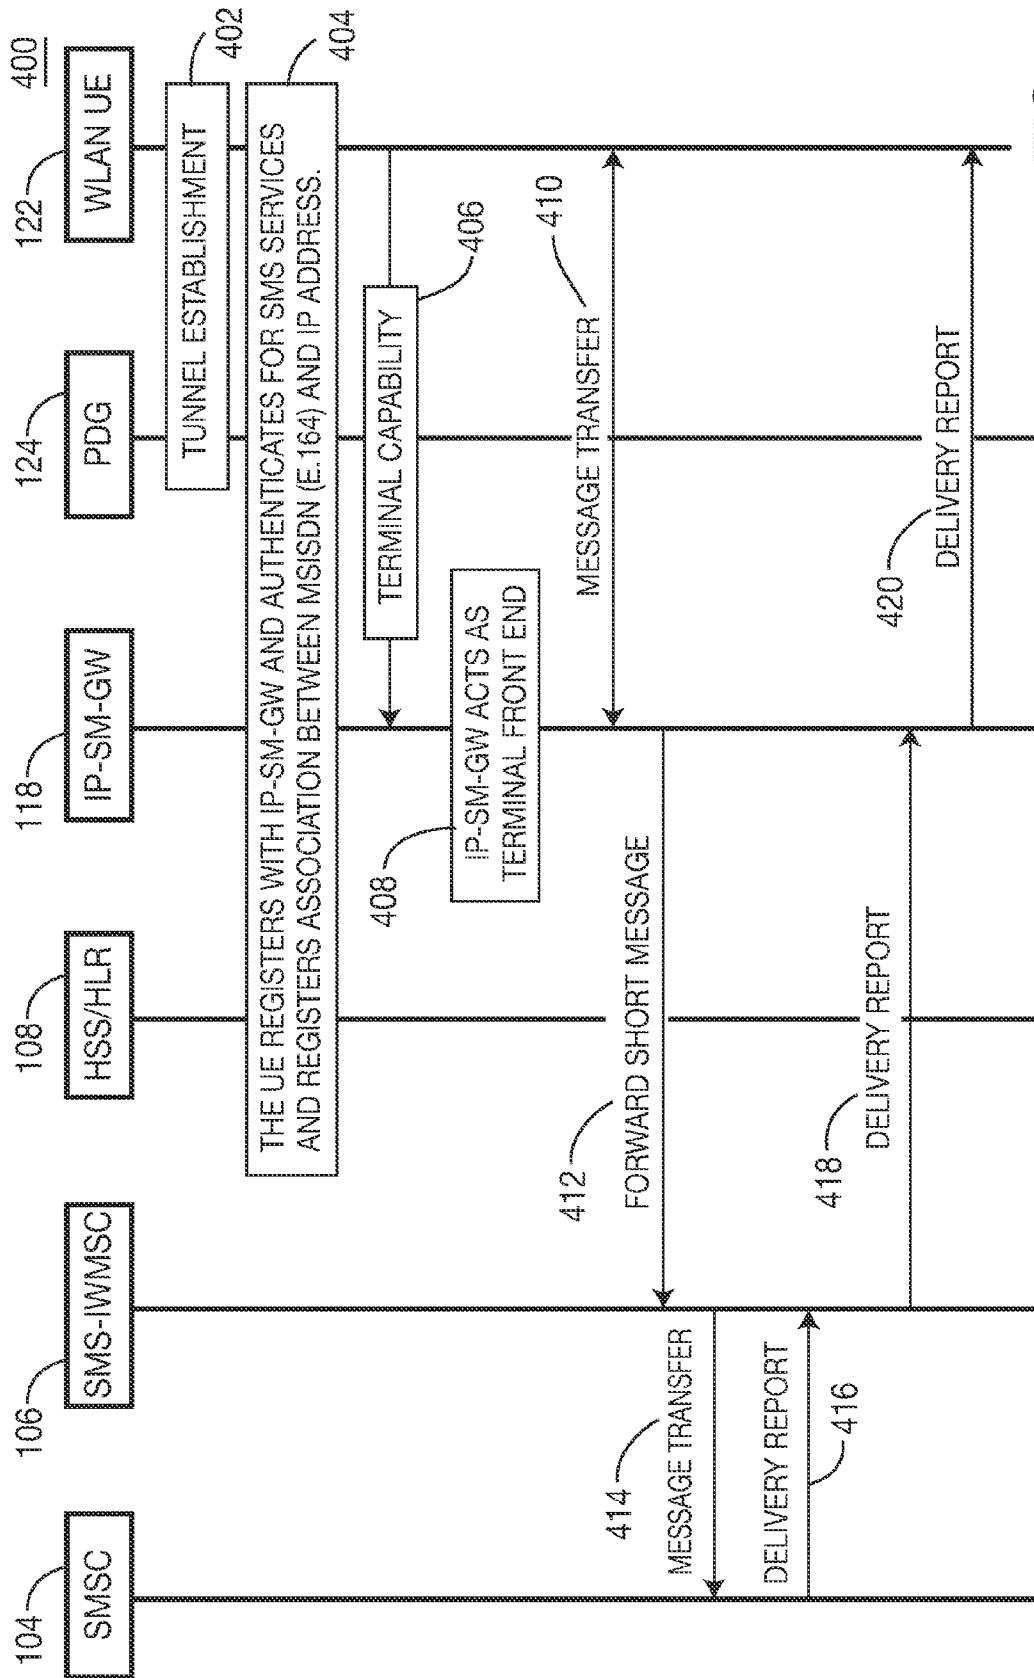 400
104
106
108
118
124
122
SMSC
SMS-IWMSC
HSS/HLR
IP-SM-GW
PDG
WLAN UE
TUNNEL ESTABLISHMENT
402
THE UE REGISTERS WITH IP-SM-GW AND AUTHENTICATES FOR SMS SERVICES
AND REGISTERS ASSOCIATION BETWEEN MSISDN (E.164) AND IP ADDRESS.
404
TERMINAL CAPABILITY
406
408
IP-SM-GW ACTS AS
TERMINAL FRONT END
MESSAGE TRANSFER
410
412
FORWARD SHORT MESSAGE
414
MESSAGE TRANSFER
DELIVERY REPORT
416
418
DELIVERY REPORT
420
DELIVERY REPORT